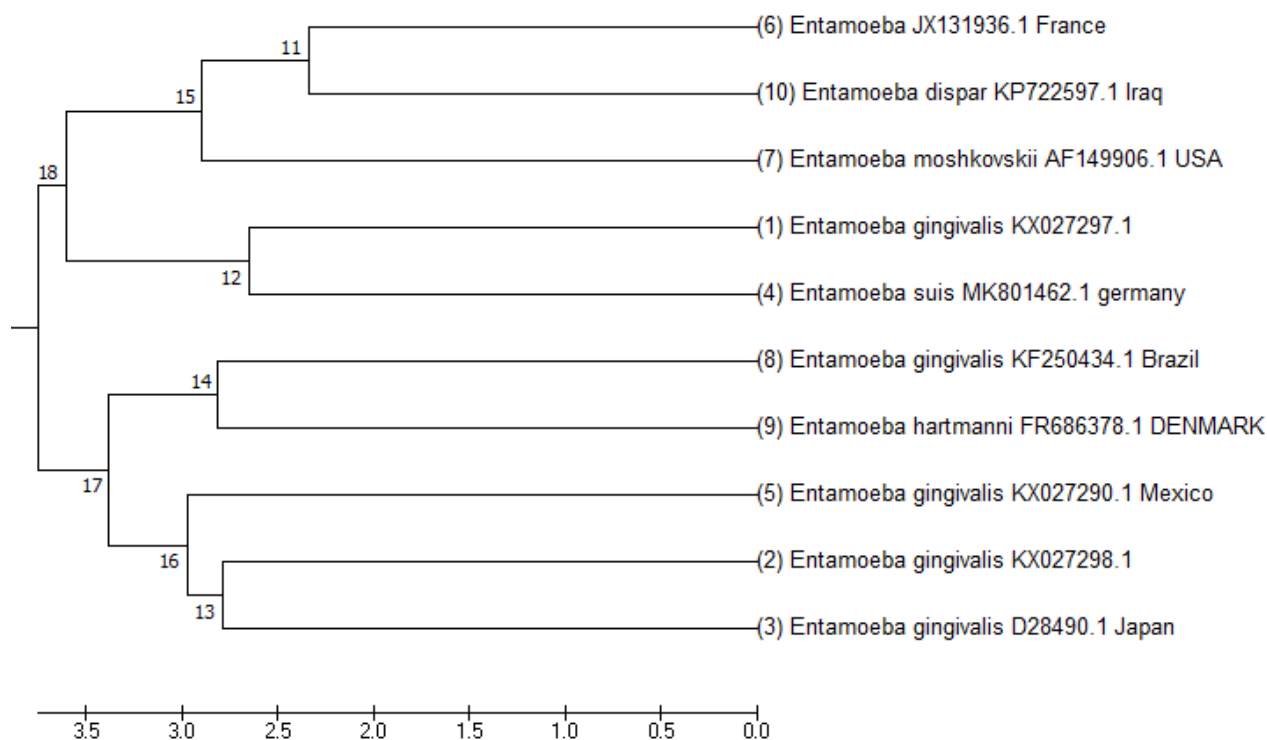 (6) Entamoeba JX131936.1 France
11
(10) Entamoeba dispar KP722597.1 Iraq
15
(7) Entamoeba moshkovskii AF149906.1 USA
18
(1) Entamoeba gingivalis KX027297.1
12
(4) Entamoeba suis MK801462.1 germany
(8) Entamoeba gingivalis KF250434.1 Brazil
14
(9) Entamoeba hartmanni FR686378.1 DENMARK
17
(5) Entamoeba gingivalis KX027290.1 Mexico
16
(2) Entamoeba gingivalis KX027298.1
13
(3) Entamoeba gingivalis D28490.1 Japan
3.5 3.0 2.5 2.0 1.5 1.0 0.5 0.0